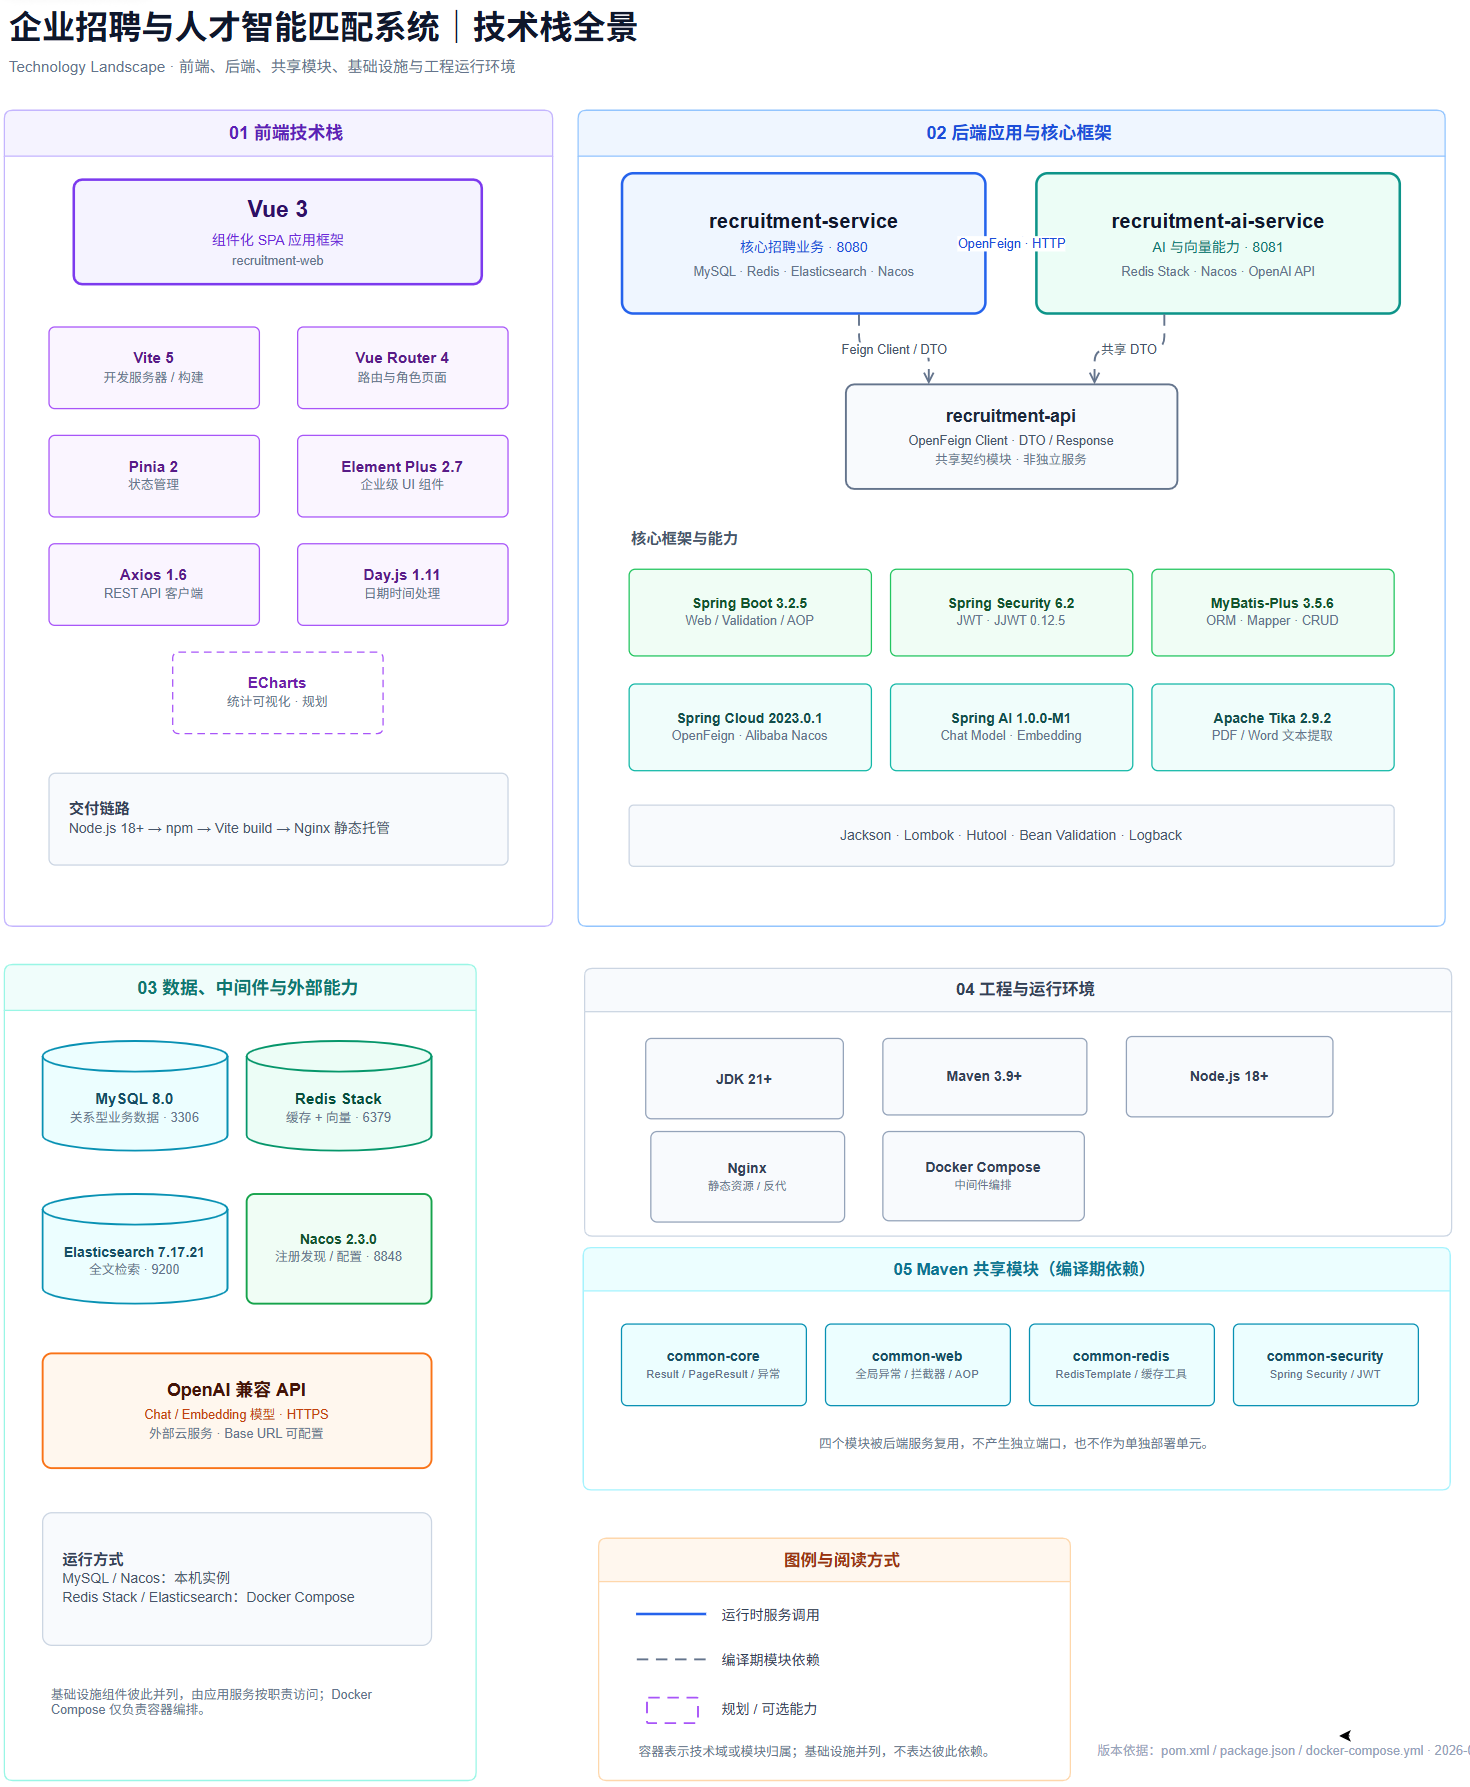 企业招聘与人才智能匹配系统｜技术栈全景
Technology Landscape · 前端、后端、共享模块、基础设施与工程运行环境
01 前端技术栈
Vue 3
组件化 SPA 应用框架
recruitment-web
Vite 5
开发服务器 / 构建
Vue Router 4
路由与角色页面
Pinia 2
状态管理
Element Plus 2.7
企业级 UI 组件
Axios 1.6
REST API 客户端
Day.js 1.11
日期时间处理
ECharts
统计可视化 · 规划
交付链路
Node.js 18+ → npm → Vite build → Nginx 静态托管
02 后端应用与核心框架
recruitment-service
核心招聘业务 · 8080
MySQL · Redis · Elasticsearch · Nacos
OpenFeign · HTTP
recruitment-ai-service
AI 与向量能力 · 8081
Redis Stack · Nacos · OpenAI API
Feign Client / DTO
共享 DTO
recruitment-api
OpenFeign Client · DTO / Response
共享契约模块 · 非独立服务
核心框架与能力
Spring Boot 3.2.5
Web / Validation / AOP
Spring Security 6.2
JWT · JJWT 0.12.5
MyBatis-Plus 3.5.6
ORM · Mapper · CRUD
Spring Cloud 2023.0.1
OpenFeign · Alibaba Nacos
Spring AI 1.0.0-M1
Chat Model · Embedding
Apache Tika 2.9.2
PDF / Word 文本提取
Jackson · Lombok · Hutool · Bean Validation · Logback
03 数据、中间件与外部能力
MySQL 8.0
关系型业务数据 · 3306
Redis Stack
缓存 + 向量 · 6379
Elasticsearch 7.17.21
全文检索 · 9200
Nacos 2.3.0
注册发现 / 配置 · 8848
OpenAI 兼容 API
Chat / Embedding 模型 · HTTPS
外部云服务 · Base URL 可配置
运行方式
MySQL / Nacos：本机实例
Redis Stack / Elasticsearch：Docker Compose
基础设施组件彼此并列，由应用服务按职责访问；Docker
Compose 仅负责容器编排。
04 工程与运行环境
JDK 21+
Maven 3.9+
Node.js 18+
Nginx
静态资源 / 反代
Docker Compose
中间件编排
05 Maven 共享模块（编译期依赖）
common-core
Result / PageResult / 异常
common-web
全局异常 / 拦截器 / AOP
common-redis
RedisTemplate / 缓存工具
common-security
Spring Security / JWT
四个模块被后端服务复用，不产生独立端口，也不作为单独部署单元。
图例与阅读方式
运行时服务调用
编译期模块依赖
规划 / 可选能力
容器表示技术域或模块归属；基础设施并列，不表达彼此依赖。
版本依据：pom.xml / package.json / docker-compose.yml · 2026-